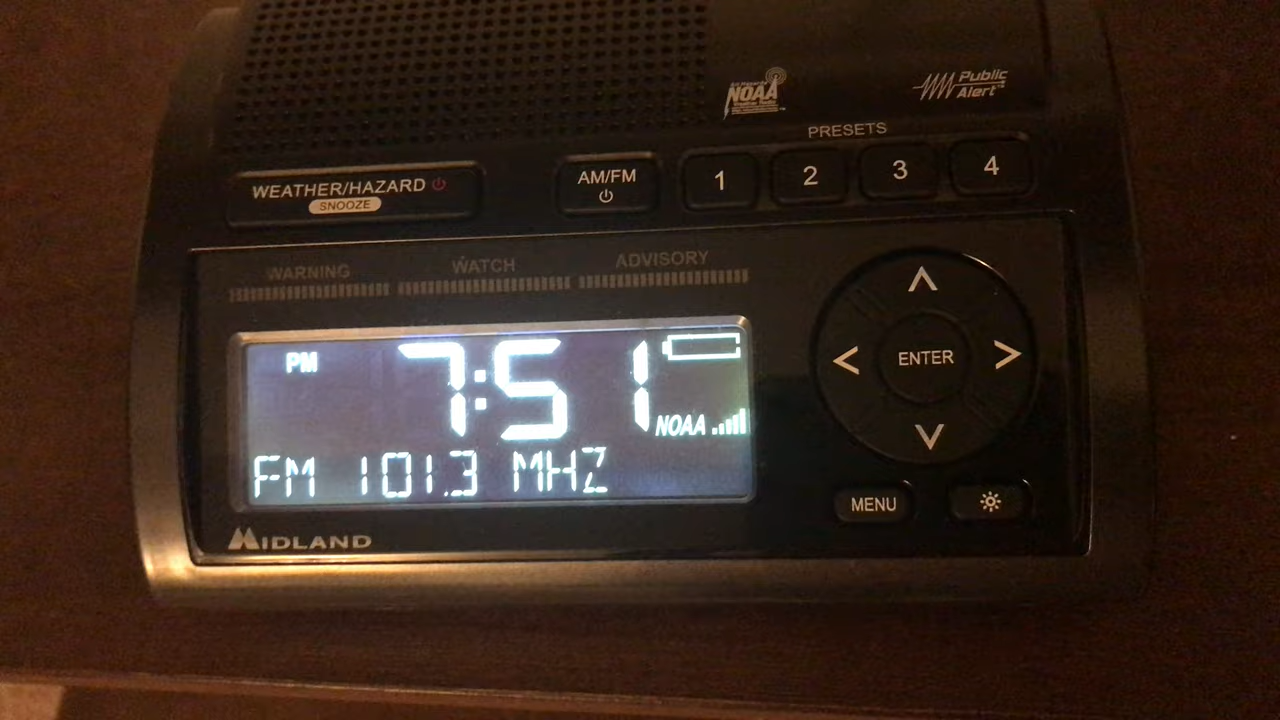 NOAA
Public
Alert™
PRESETS
WEATHER/HAZARD
SNOOZE
AM/FM
1
2
3
4
WARNING
WATCH
ADVISORY
PM
7:51
NOAA
FM 101.3 MHZ
ENTER
MENU
MIDLAND